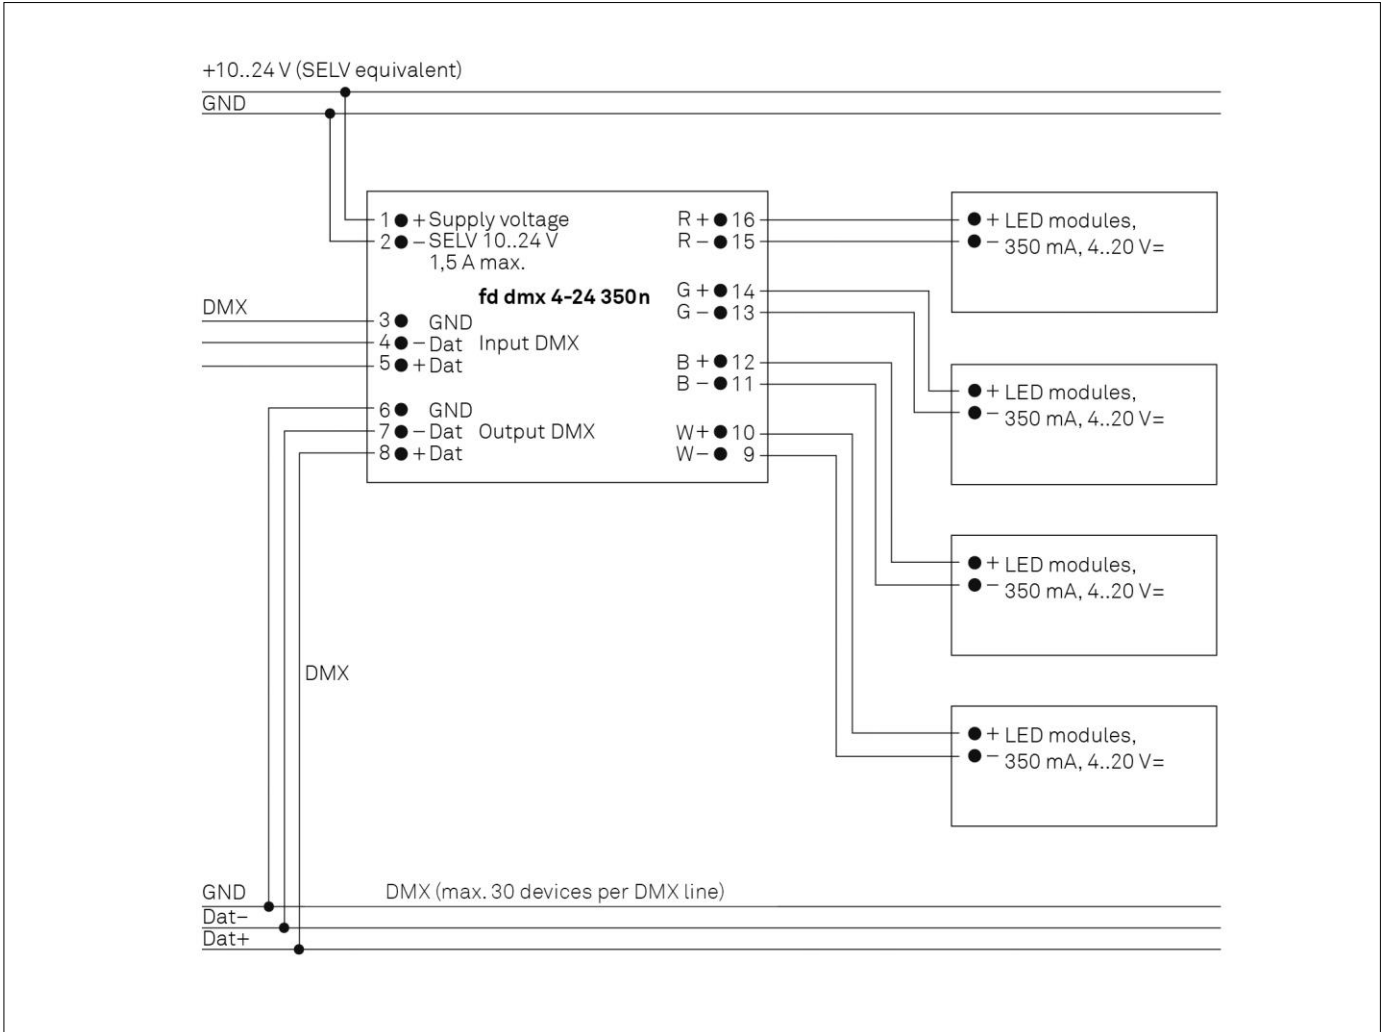 +10..24 V (SELV equivalent)
GND
1 + Supply voltage
2 – SELV 10..24 V
1,5 A max.
fd dmx 4-24 350n
DMX
3 GND
4 – Dat Input DMX
5 + Dat
6 GND
7 – Dat Output DMX
8 + Dat
R + 16
R – 15
G + 14
G – 13
B + 12
B – 11
W + 10
W – 9
+ LED modules,
– 350 mA, 4..20 V=
+ LED modules,
– 350 mA, 4..20 V=
+ LED modules,
– 350 mA, 4..20 V=
+ LED modules,
– 350 mA, 4..20 V=
DMX
GND
DMX (max. 30 devices per DMX line)
Dat–
Dat+